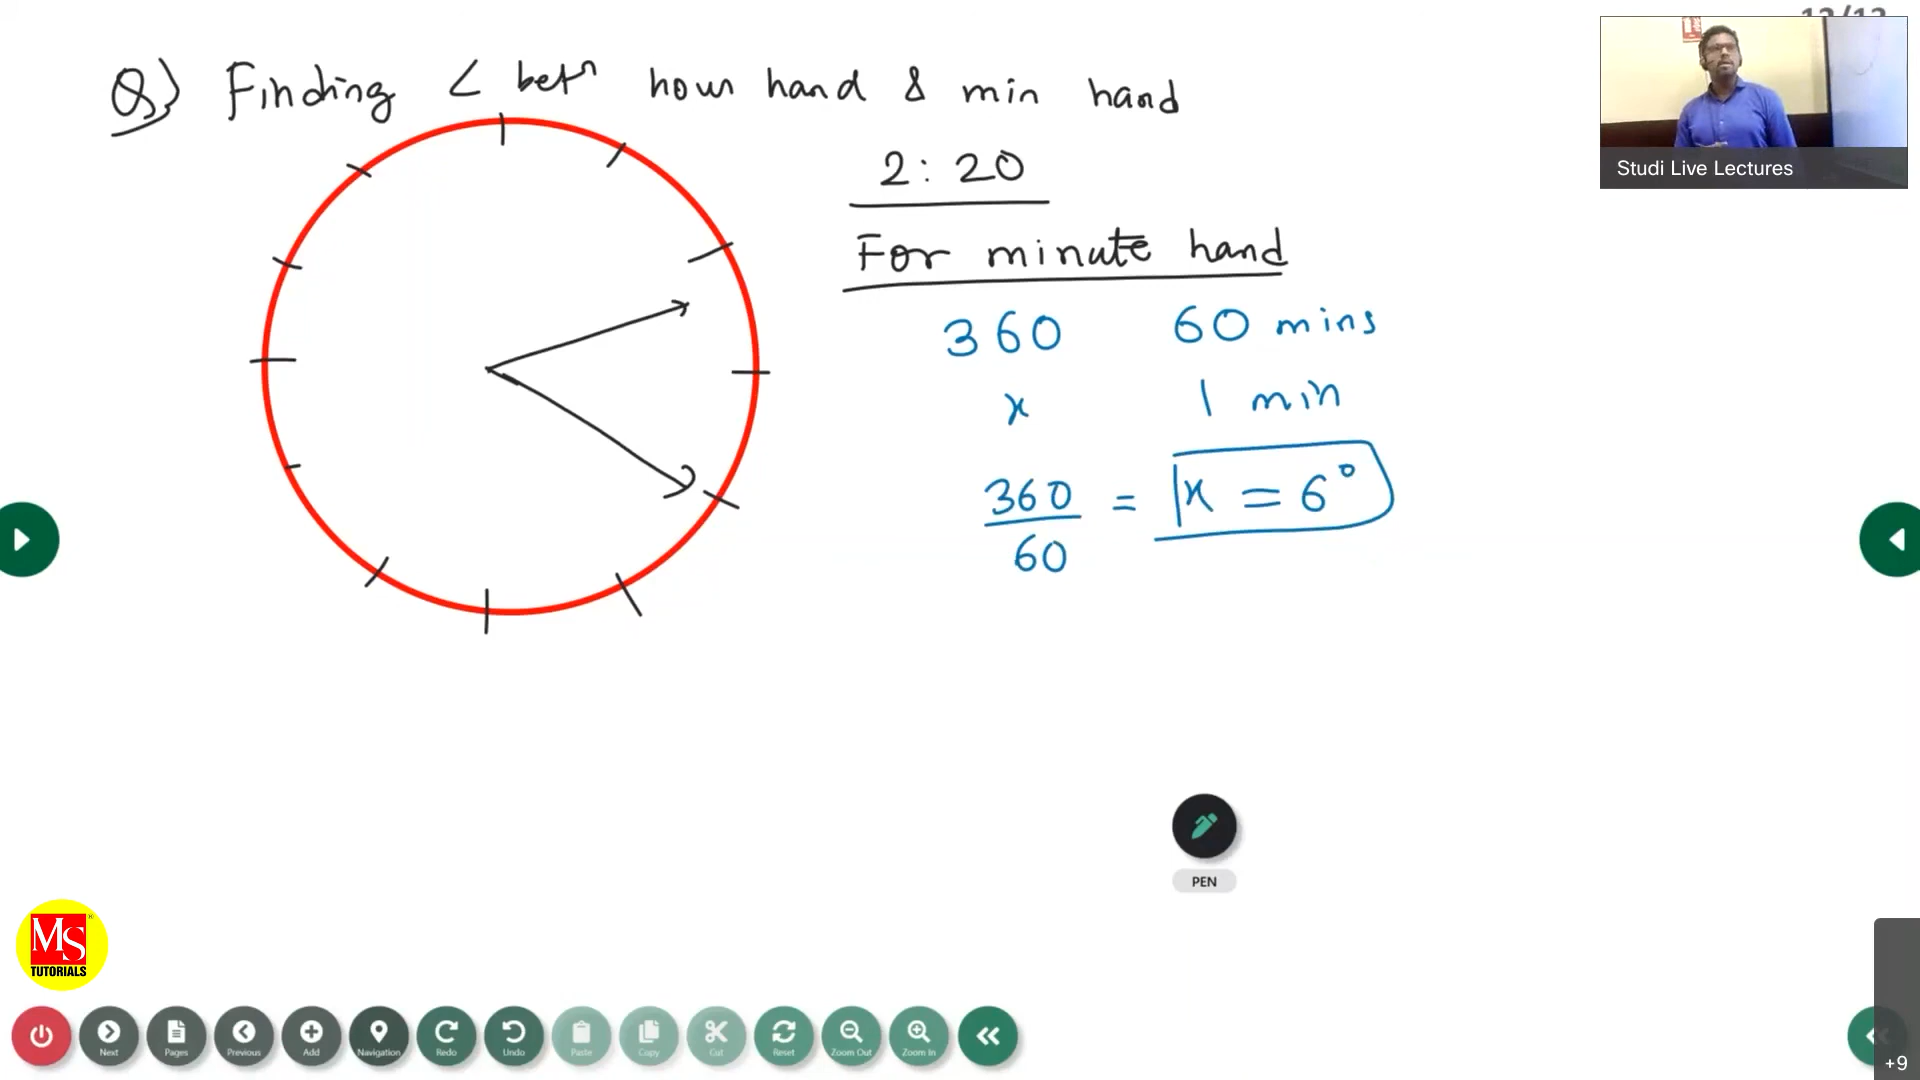 Q) Finding ∠ betn hour hand & min hand
Studi Live Lectures
2:20
For minute hand
360 60 mins
x 1 min
360/60 = x = 6°
PEN
MS
TUTORIALS
Next
Pages
Previous
Add
Navigation
Redo
Undo
Paste
Copy
Cut
Reset
Zoom Out
Zoom In
+9